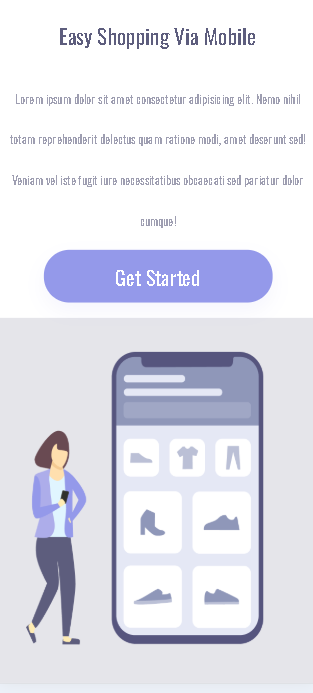 Easy Shopping Via Mobile
Lorem ipsum dolor sit amet consectetur adipisicing elit. Nemo nihil
totam reprehenderit delectus quam ratione modi, amet deserunt sed!
Veniam vel iste fugit iure necessitatibus obcaecati sed pariatur dolor
cumque!
Get Started